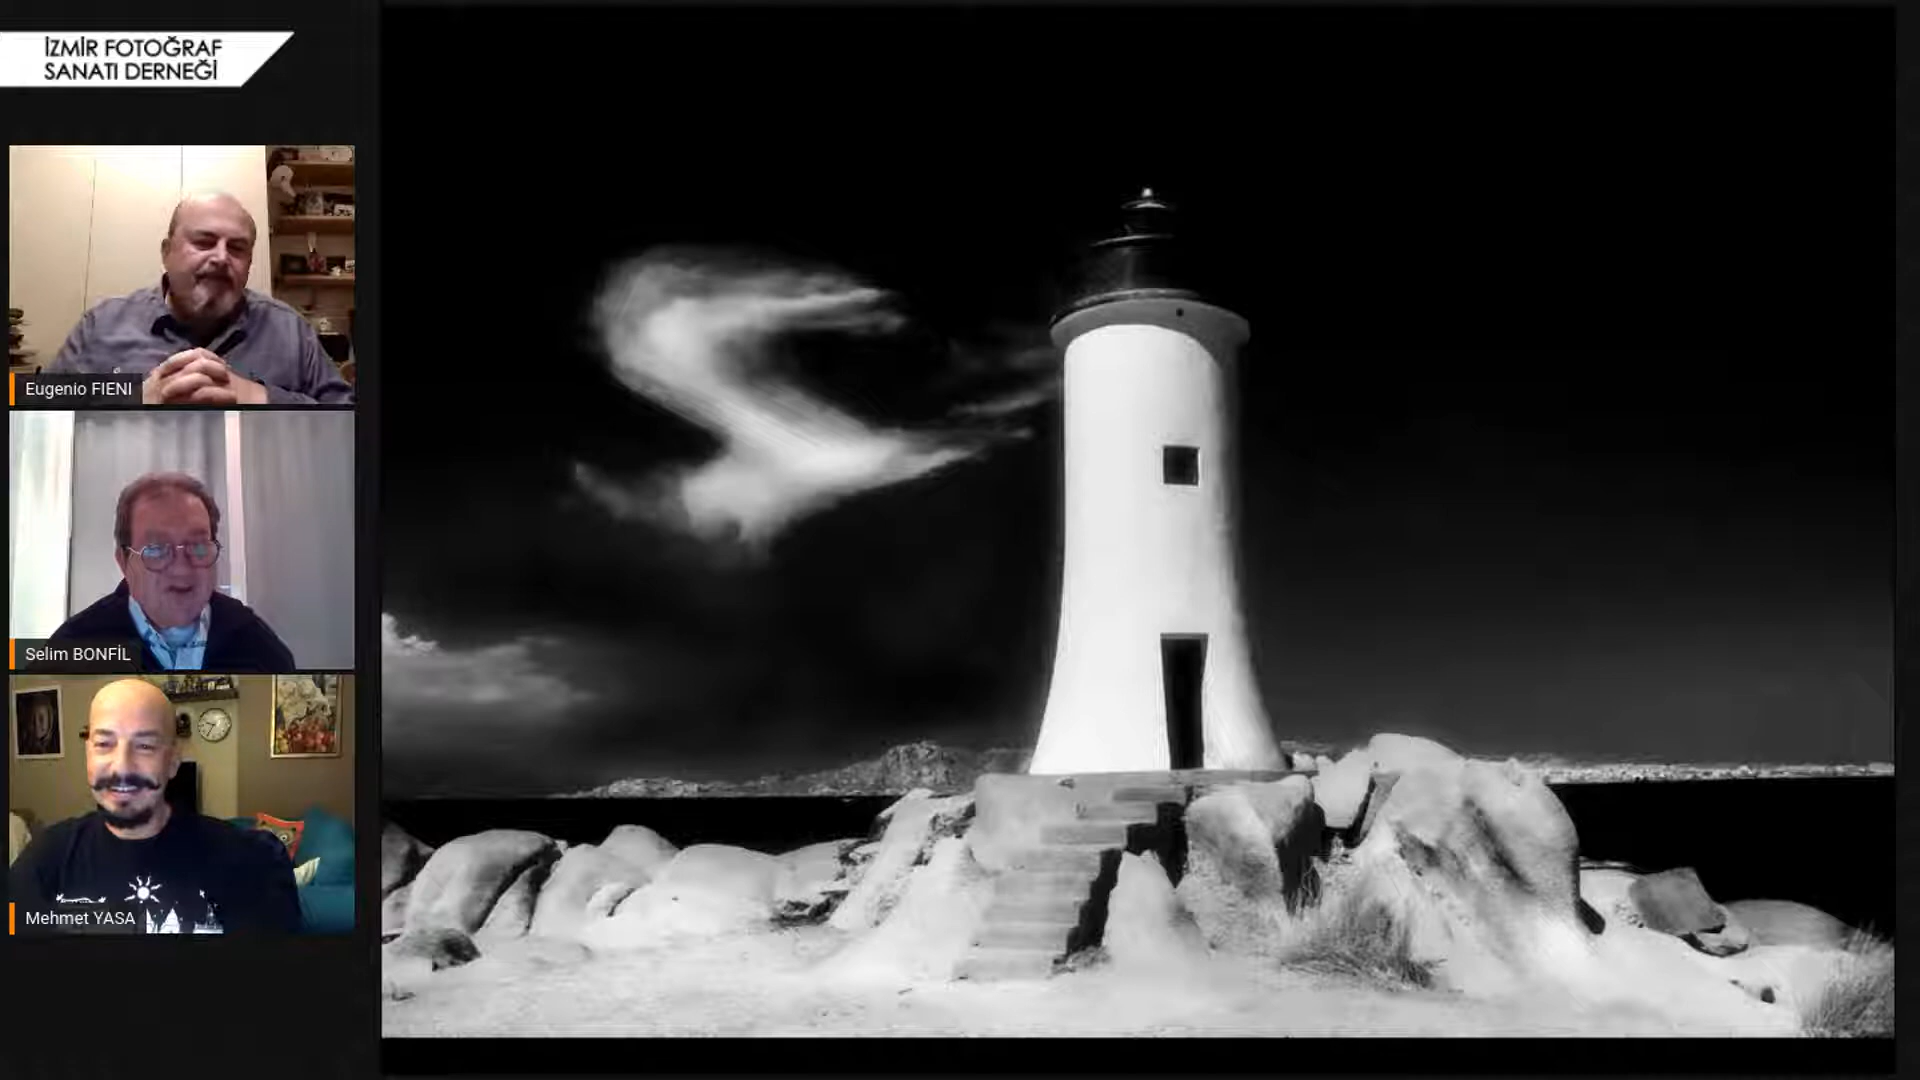 İZMİR FOTOĞRAF
SANATI DERNEĞİ
Eugenio FIENI
Selim BONFİL
Mehmet YASA